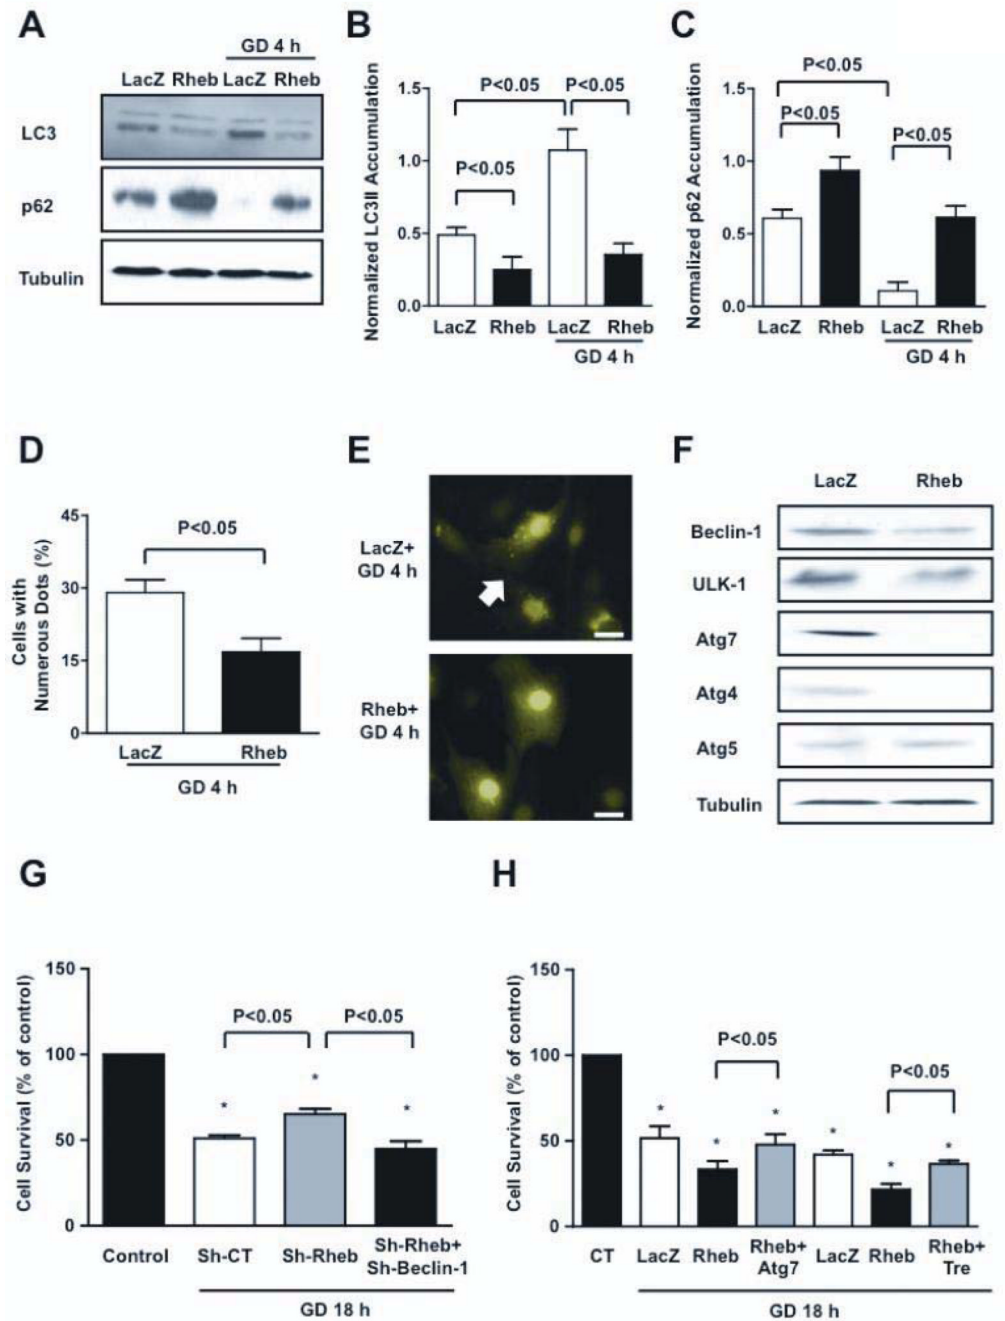 A
GD 4 h
LacZ Rheb LacZ Rheb
LC3
p62
Tubulin
B
Normalized LC3II Accumulation
1.5
1.0
0.5
0.0
P<0.05
P<0.05
P<0.05
LacZ Rheb LacZ Rheb
GD 4 h
C
Normalized p62 Accumulation
1.5
1.0
0.5
0.0
P<0.05
P<0.05
P<0.05
LacZ Rheb LacZ Rheb
GD 4 h
D
Cells with
Numerous Dots (%)
45
30
15
0
P<0.05
LacZ Rheb
GD 4 h
E
LacZ+
GD 4 h
Rheb+
GD 4 h
F
LacZ Rheb
Beclin-1
ULK-1
Atg7
Atg4
Atg5
Tubulin
G
Cell Survival (% of control)
150
100
50
0
P<0.05 P<0.05
*
*
*
Control Sh-CT Sh-Rheb Sh-Rheb+
Sh-Beclin-1
GD 18 h
H
Cell Survival (% of control)
150
100
50
0
P<0.05
P<0.05
* * * * * *
CT LacZ Rheb Rheb+
Atg7 LacZ Rheb Rheb+
Tre
GD 18 h